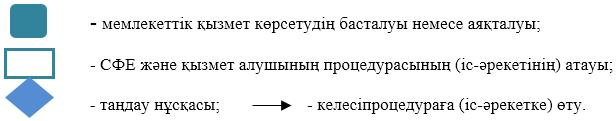 - мемлекеттік қызмет көрсетудің басталуы немесе аяқталуы;
- СФЕ және қызмет алушының процедурасының (іс-әрекетінің) атауы;
- таңдау нұсқасы; - келесіпроцедураға (іс-әрекетке) өту.